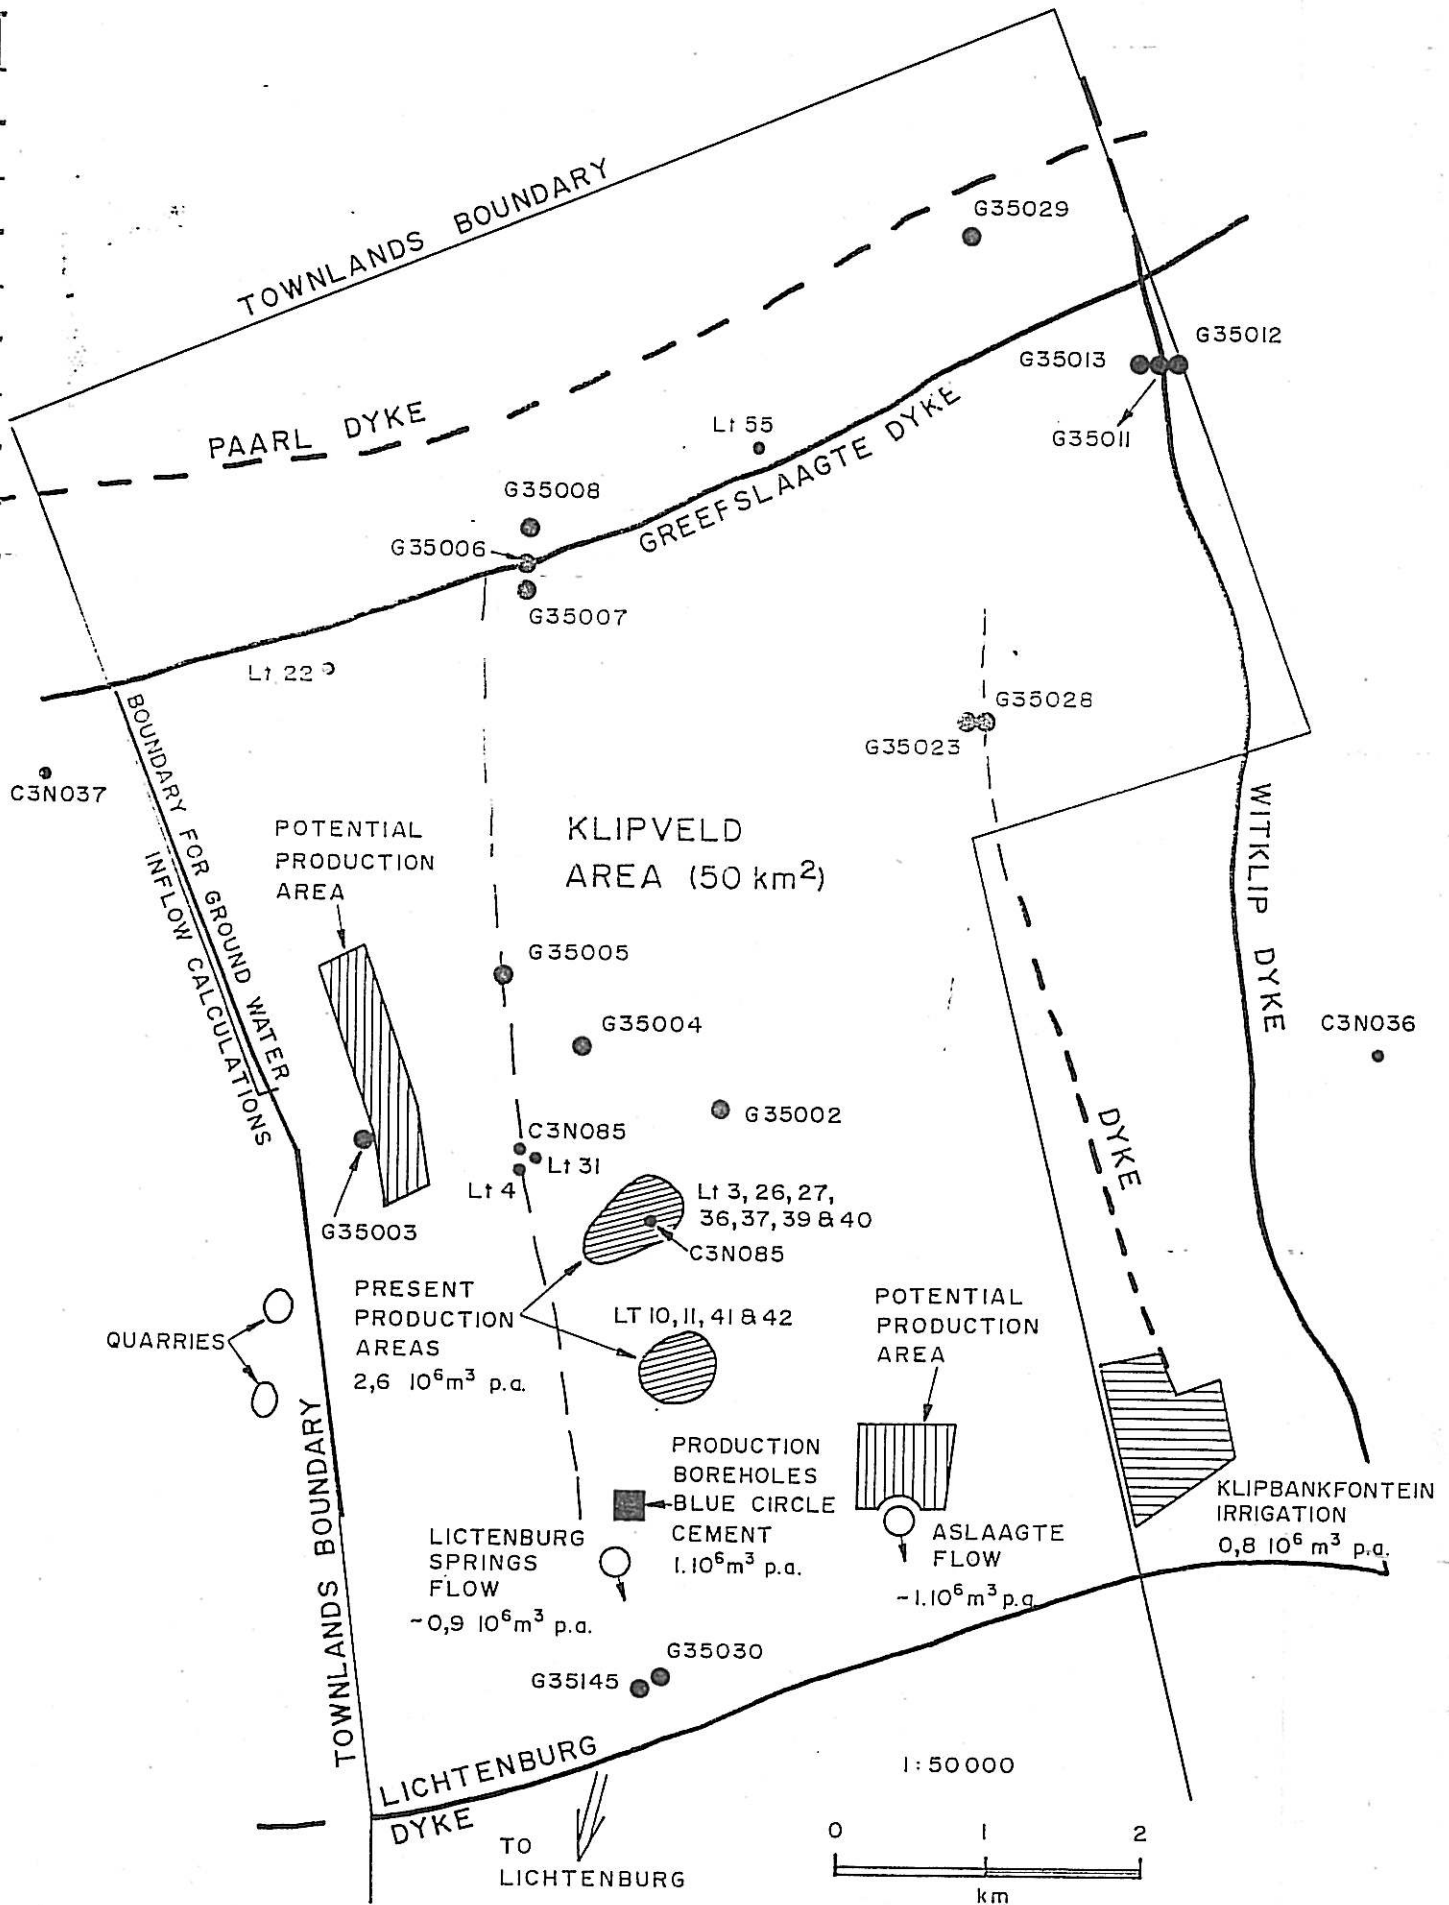 TOWNLANDS BOUNDARY
G35029
G35012
G35013
G35011
PAARL DYKE
Lt 55
GREEFSLAAGTE DYKE
G35008
G35006
G35007
Lt 22
G35028
G35023
C3N037
BOUNDARY FOR GROUND WATER
INFLOW CALCULATIONS
POTENTIAL
PRODUCTION
AREA
KLIPVELD
AREA (50 km²)
WITKLIP DYKE
G35005
G35004
C3N036
G35002
C3N085
Lt 31
Lt 4
DYKE
G35003
Lt 3, 26, 27,
36, 37, 39 & 40
C3N085
PRESENT
PRODUCTION
AREAS
2,6 10⁶m³ p.a.
LT 10, 11, 41 & 42
QUARRIES
POTENTIAL
PRODUCTION
AREA
TOWNLANDS BOUNDARY
PRODUCTION
BOREHOLES
BLUE CIRCLE
CEMENT
1.10⁶m³ p.a.
LICTENBURG
SPRINGS
FLOW
~0,9 10⁶m³ p.a.
ASLAAGTE
FLOW
~1.10⁶m³ p.a.
KLIPBANKFONTEIN
IRRIGATION
0,8 10⁶ m³ p.a.
G35030
G35145
LICHTENBURG
DYKE
TO
LICHTENBURG
1:50000
0 1 2
km